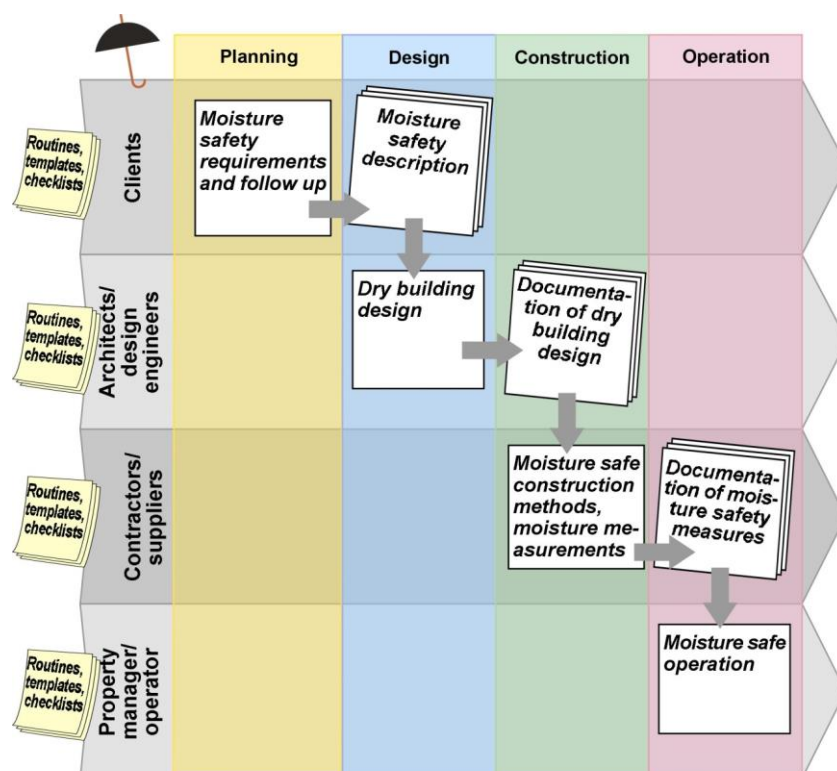 Planning
Design
Construction
Operation
Routines,
templates,
checklists
Clients
Moisture
safety
requirements
and follow up
Moisture
safety
description
Routines,
templates,
checklists
Architects/
design
engineers
Dry building
design
Documenta-
tion of dry
building
design
Routines,
templates,
checklists
Contractors/
suppliers
Moisture safe
construction
methods,
moisture me-
asurements
Documenta-
tion of mois-
ture safety
measures
Routines,
templates,
checklists
Property
manager/
operator
Moisture safe
operation